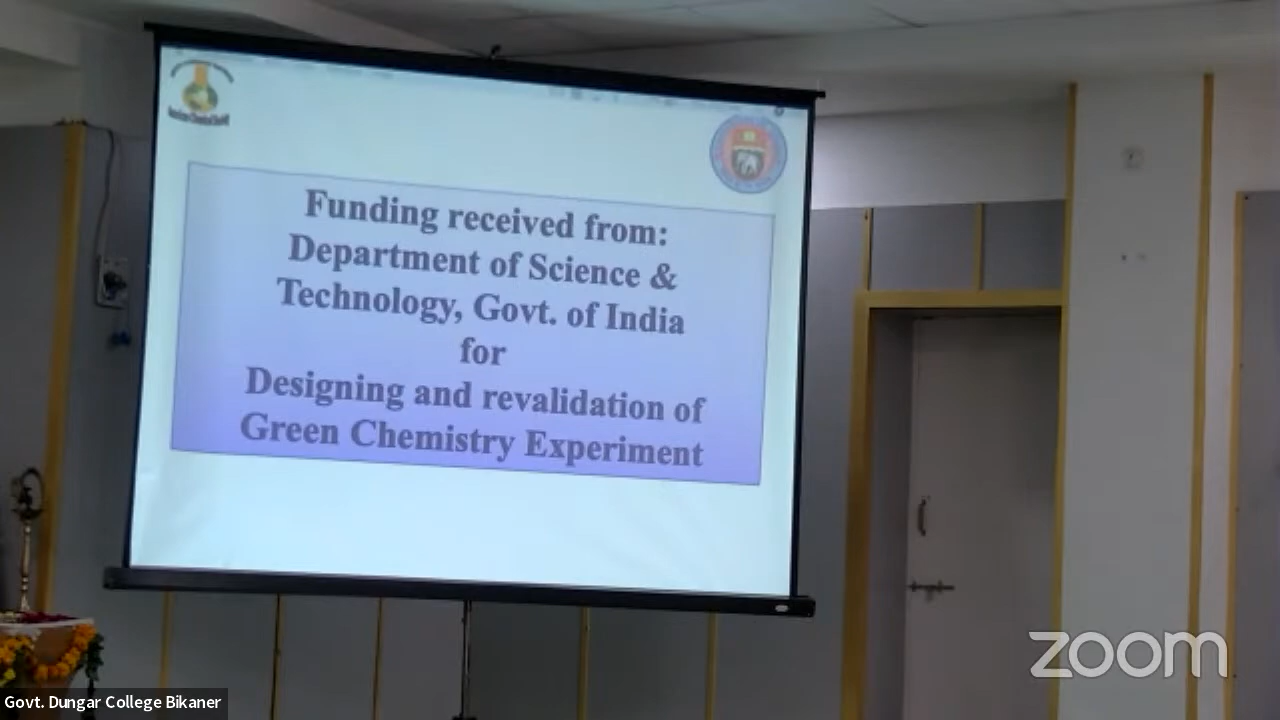 Funding received from:
Department of Science &
Technology, Govt. of India
for
Designing and revalidation of
Green Chemistry Experiment
zoom
Govt. Dungar College Bikaner